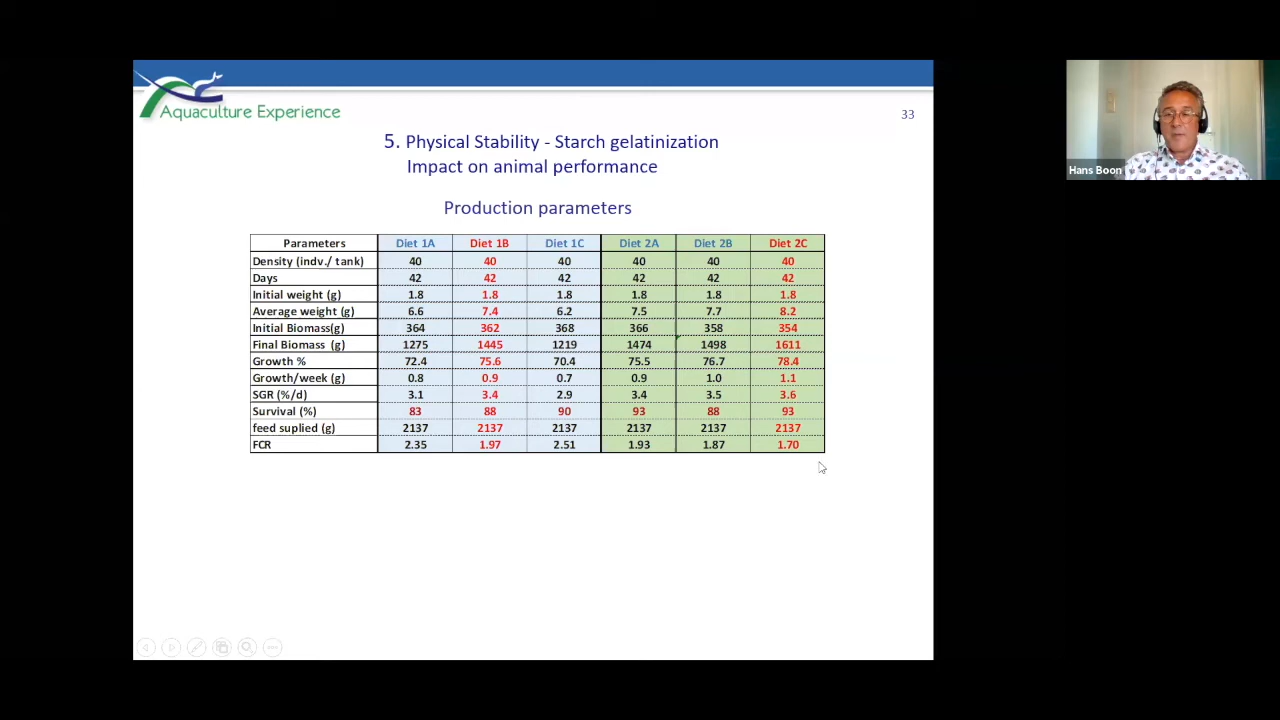 Aquaculture Experience
33
5. Physical Stability - Starch gelatinization
Impact on animal performance
Production parameters
Parameters Diet 1A Diet 1B Diet 1C Diet 2A Diet 2B Diet 2C
Density (indv./ tank) 40 40 40 40 40 40
Days 42 42 42 42 42 42
Initial weight (g) 1.8 1.8 1.8 1.8 1.8 1.8
Average weight (g) 6.6 7.4 6.2 7.5 7.7 8.2
Initial Biomass(g) 364 362 368 366 358 354
Final Biomass (g) 1275 1445 1219 1474 1498 1611
Growth % 72.4 75.6 70.4 75.5 76.7 78.4
Growth/week (g) 0.8 0.9 0.7 0.9 1.0 1.1
SGR (%/d) 3.1 3.4 2.9 3.4 3.5 3.6
Survival (%) 83 88 90 93 88 93
feed suplied (g) 2137 2137 2137 2137 2137 2137
FCR 2.35 1.97 2.51 1.93 1.87 1.70
Hans Boon